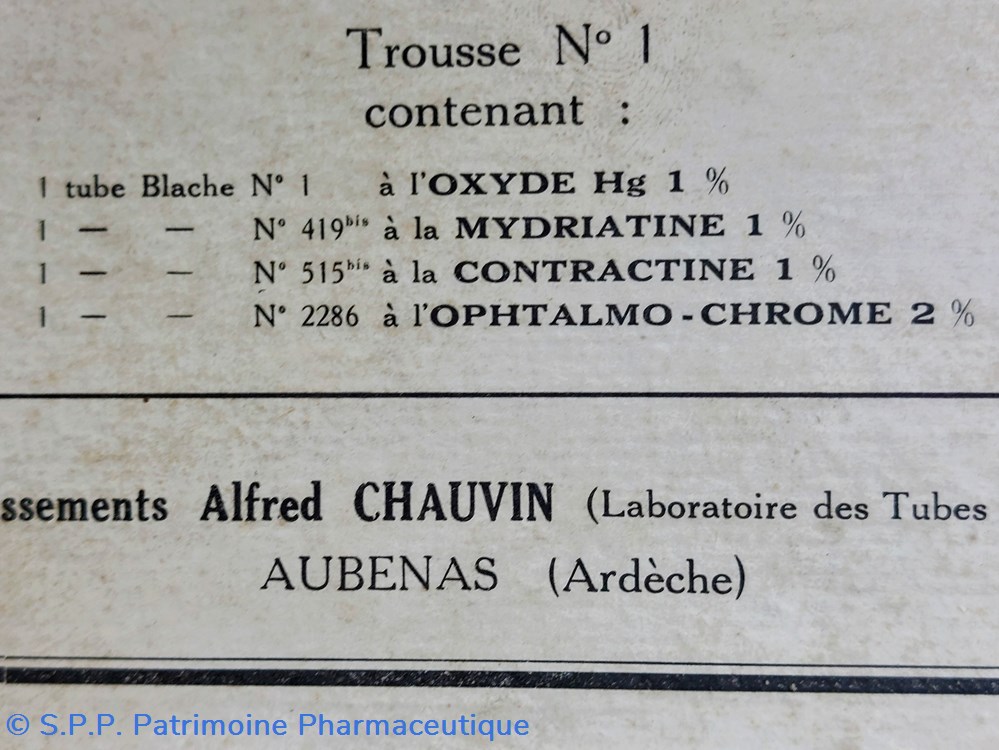 Trousse N° 1
contenant :
1 tube Blache N° 1 à l'OXYDE Hg 1 %
1 — — N° 419bis à la MYDRIATINE 1 %
1 — — N° 515bis à la CONTRACTINE 1 %
1 — — N° 2286 à l'OPHTALMO-CHROME 2 %
ssements Alfred CHAUVIN (Laboratoire des Tubes
AUBENAS (Ardèche)
© S.P.P. Patrimoine Pharmaceutique